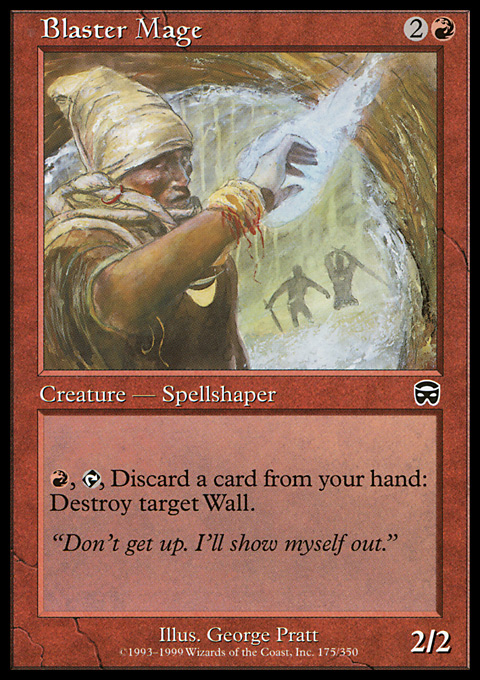 Blaster Mage 2
Creature — Spellshaper
, , Discard a card from your hand:
Destroy target Wall.
“Don’t get up. I’ll show myself out.”
Illus. George Pratt
©1993–1999 Wizards of the Coast, Inc. 175/350
2/2